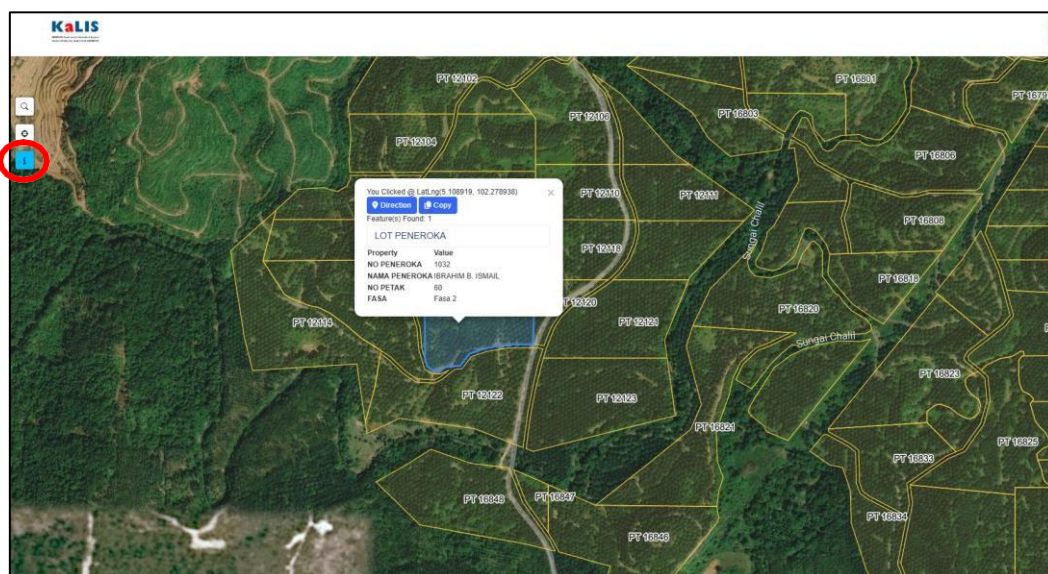 KaLIS
PT 12102
PT 16801
PT 1679
PT 12106
PT 16803
PT 12104
PT 16806
You Clicked @ LatLng(5.108919, 102.278938)
×
Direction
Copy
Feature(s) Found: 1
LOT PENEROKA
Property Value
NO PENEROKA 1032
NAMA PENEROKA IBRAHIM B. ISMAIL
NO PETAK 60
FASA Fasa 2
PT 12110
PT 12111
PT 16808
Sungai Chalil
PT 12118
PT 16818
PT 12120
PT 16820
PT 12114
PT 12121
Sungai Chalil
PT 16823
PT 12122
PT 12123
PT 16821
PT 16825
PT 16833
PT 16848
PT 16847
PT 16834
PT 16846